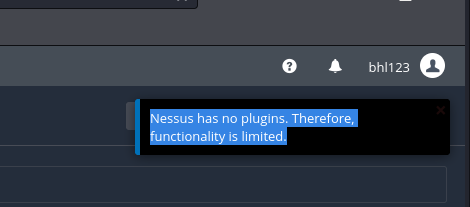 bhl123
Nessus has no plugins. Therefore,
functionality is limited.